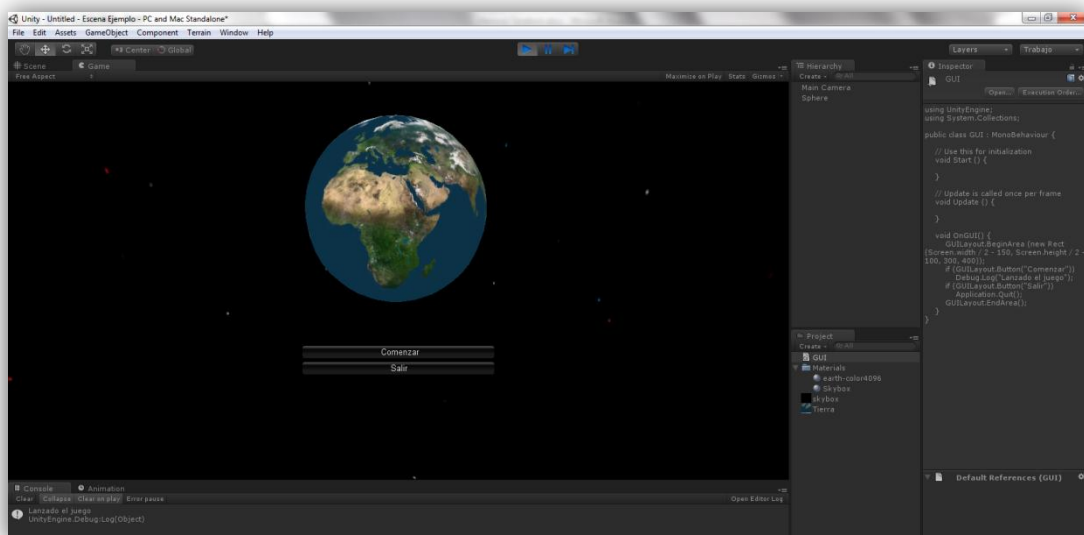 Unity - Untitled - Escena Ejemplo - PC and Mac Standalone*
File Edit Assets GameObject Component Terrain Window Help
Center Global
Layers
Trabajo
Scene
Game
Free Aspect
Maximize on Play Stats Gizmos
Hierarchy
Create All
Main Camera
Sphere
Inspector
GUI
Open... Execution Order...
using UnityEngine;
using System.Collections;
public class GUI : MonoBehaviour {
// Use this for initialization
void Start () {
}
// Update is called once per frame
void Update () {
}
void OnGUI() {
GUILayout.BeginArea (new Rect
(Screen.width / 2 - 150, Screen.height / 2 -
100, 300, 400));
if (GUILayout.Button("Comenzar"))
Debug.Log("Lanzado el juego");
if (GUILayout.Button("Salir"))
Application.Quit();
GUILayout.EndArea();
}
}
Comenzar
Salir
Project
Create All
GUI
Materials
earth-color4096
Skybox
skybox
Tierra
Default References (GUI)
Console
Animation
Clear Collapse Clear on play Error pause
Open Editor Log
Lanzado el juego
UnityEngine.Debug:Log(Object)